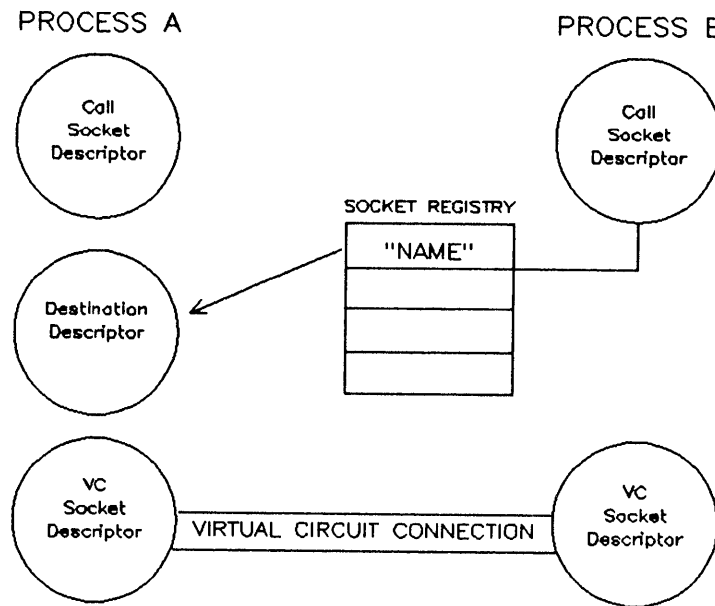 PROCESS A
PROCESS B
Call
Socket
Descriptor
Call
Socket
Descriptor
SOCKET REGISTRY
"NAME"
Destination
Descriptor
VC
Socket
Descriptor
VIRTUAL CIRCUIT CONNECTION
VC
Socket
Descriptor